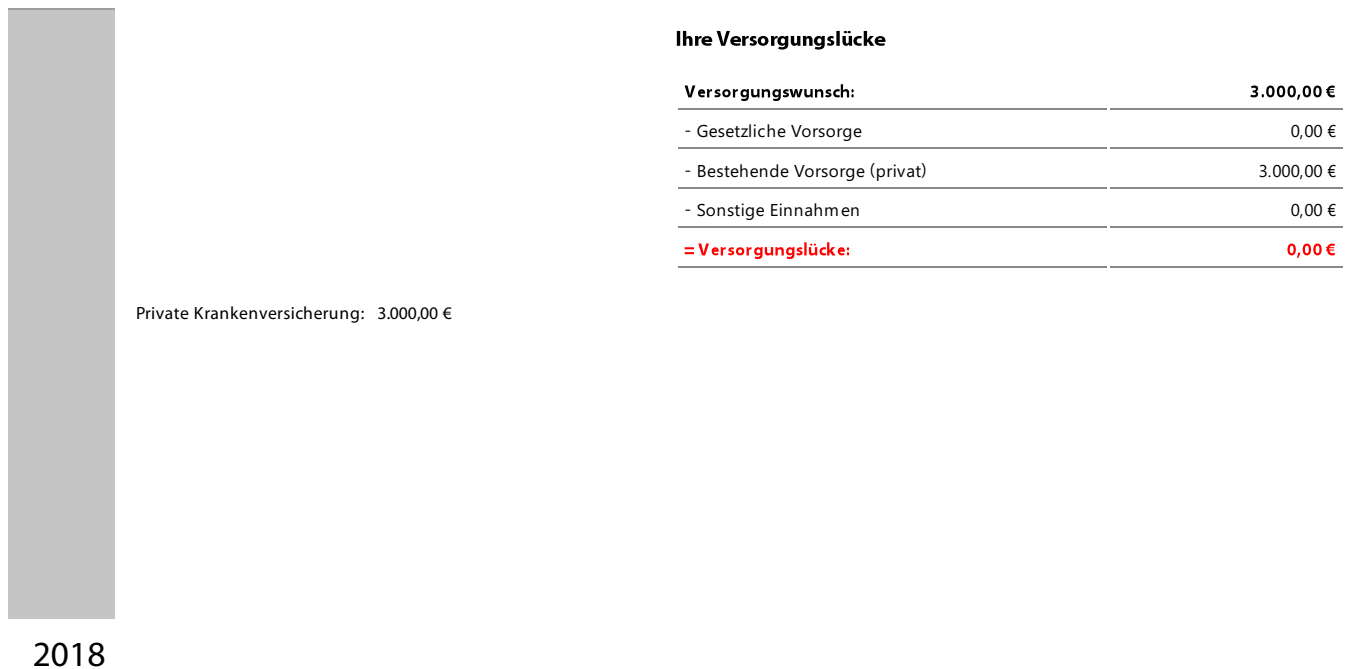 Ihre Versorgungslücke
Versorgungswunsch: 3.000,00 €
- Gesetzliche Vorsorge 0,00 €
- Bestehende Vorsorge (privat) 3.000,00 €
- Sonstige Einnahmen 0,00 €
= Versorgungslücke: 0,00 €
Private Krankenversicherung: 3.000,00 €
2018